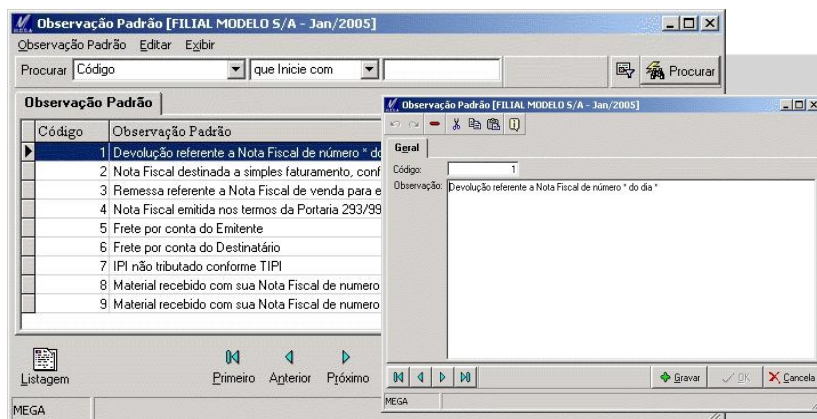 Observação Padrão [FILIAL MODELO S/A - Jan/2005]
Observação Padrão Editar Exibir
Procurar Código que Inicie com Procurar
Observação Padrão
Código Observação Padrão
1 Devolução referente a Nota Fiscal de número * do
2 Nota Fiscal destinada a simples faturamento, conf
3 Remessa referente a Nota Fiscal de venda para e
4 Nota Fiscal emitida nos termos da Portaria 293/99
5 Frete por conta do Emitente
6 Frete por conta do Destinatário
7 IPI não tributado conforme TIPI
8 Material recebido com sua Nota Fiscal de numero
9 Material recebido com sua Nota Fiscal de numero
Listagem Primeiro Anterior Próximo
MEGA
Observação Padrão [FILIAL MODELO S/A - Jan/2005]
Geral
Código: 1
Observação: Devolução referente a Nota Fiscal de número * do dia *
Gravar OK Cancela
MEGA